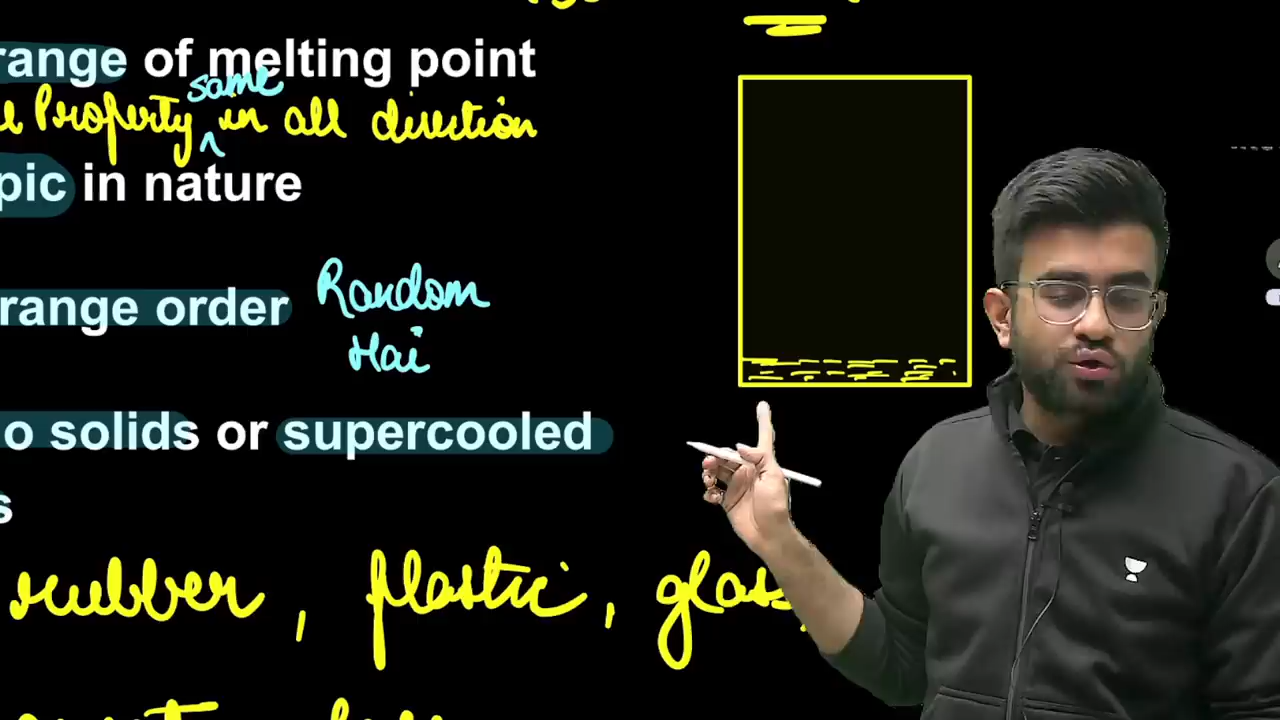 range of melting point
same
Property in all direction
pic in nature
range order
Random
Hai
o solids or supercooled
s
rubber, plastic, glass,